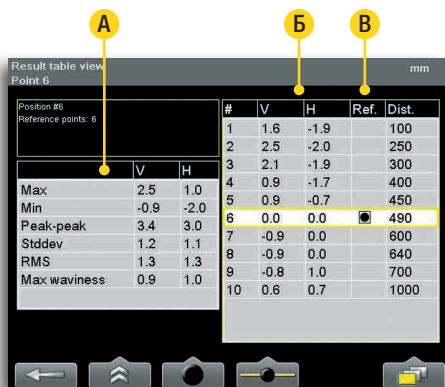 А Б В
Result table view mm
Point 6
Position #6
Reference points: 6
V H
Max 2.5 1.0
Min -0.9 -2.0
Peak-peak 3.4 3.0
Stddev 1.2 1.1
RMS 1.3 1.3
Max waviness 0.9 1.0
# V H Ref. Dist.
1 1.6 -1.9 100
2 2.5 -2.0 250
3 2.1 -1.9 300
4 0.9 -1.7 400
5 0.9 -0.7 450
6 0.0 0.0 490
7 -0.9 0.0 600
8 -0.9 0.0 640
9 -0.8 1.0 700
10 0.6 0.7 1000